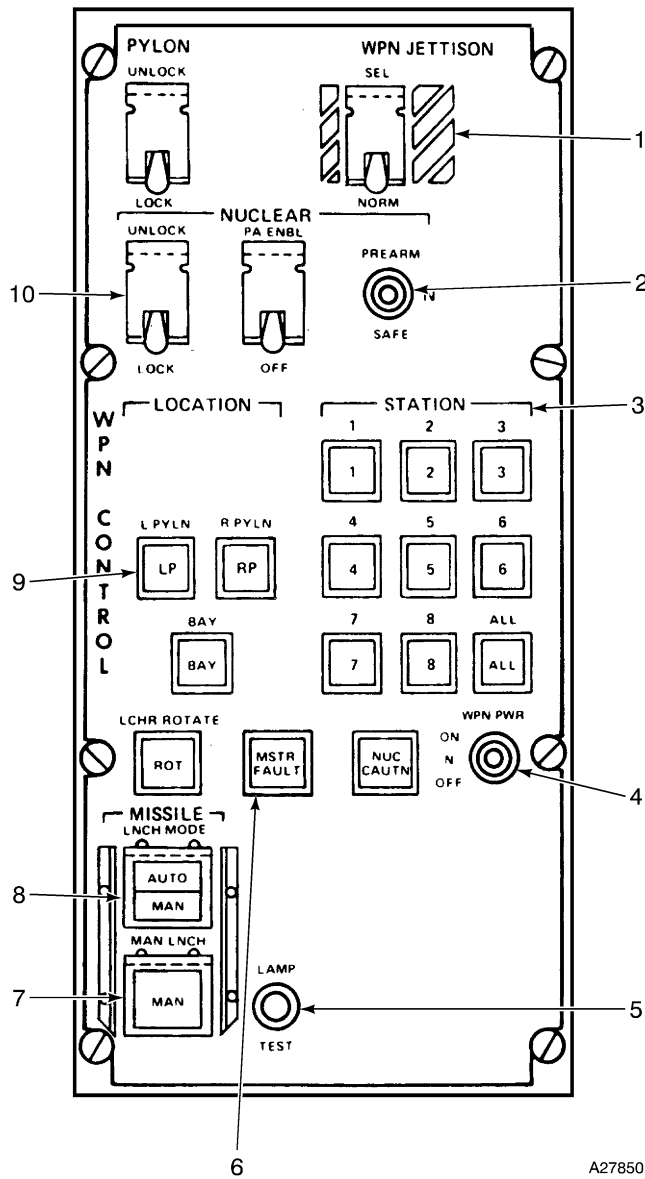 PYLON
WPN JETTISON
UNLOCK
SEL
1
LOCK
NORM
NUCLEAR
UNLOCK
PA ENBL
PREARM
10
2
N
SAFE
LOCK
OFF
LOCATION
STATION
3
WPN CONTROL
1 2 3
1 2 3
L PYLN R PYLN
4 5 6
9
LP RP
4 5 6
BAY
7 8 ALL
BAY
7 8 ALL
LCHR ROTATE
WPN PWR
ROT
MSTR FAULT
NUC CAUTN
ON
N
OFF
4
MISSILE
LNCH MODE
8
AUTO
MAN
MAN LNCH
LAMP
7
MAN
5
TEST
6
A27850